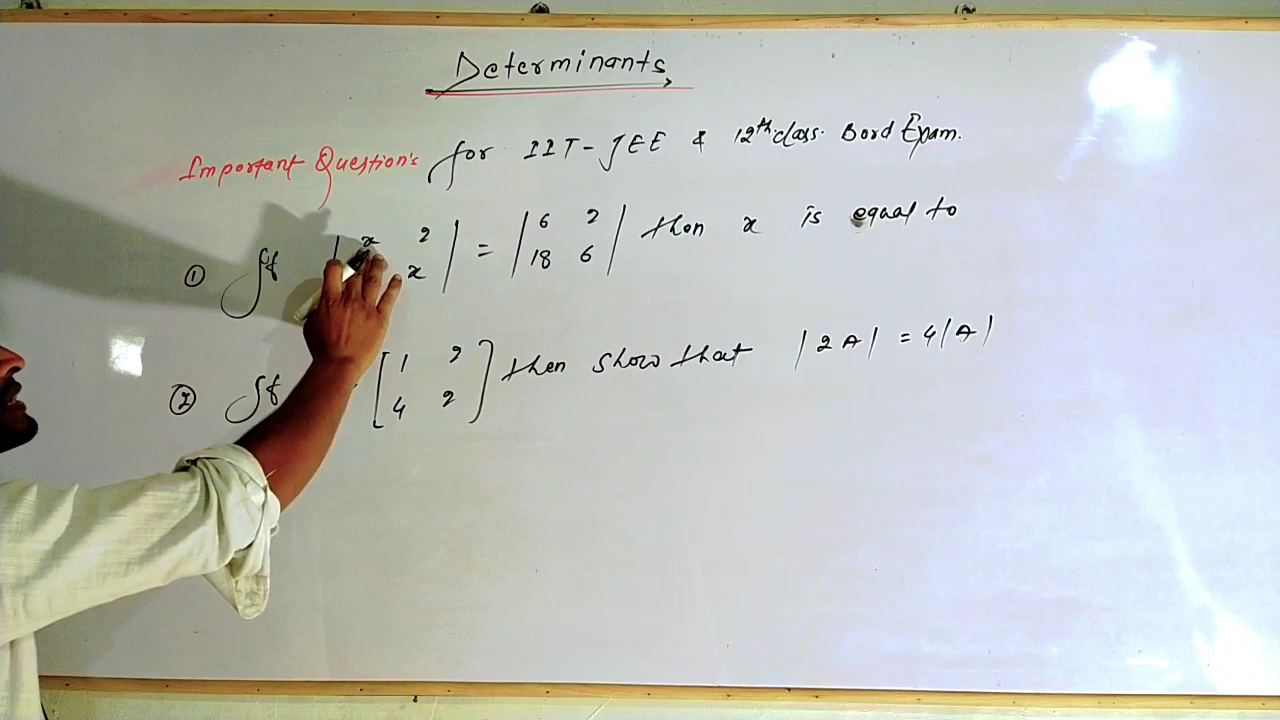 Determinants
Important Question's for IIT-JEE & 12th class. Bord Exam.
① If | x 2 | = | 6 2 | then x is equal to
x | | 18 6 |
② If [ 1 2 ] then show that |2A| = 4|A|
[ 4 2 ]